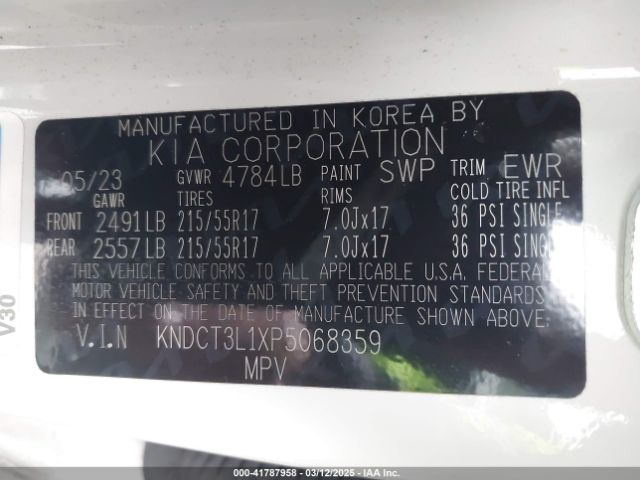 MANUFACTURED IN KOREA BY
KIA CORPORATION
05/23 GVWR 4784LB PAINT SWP TRIM EWR
GAWR TIRES RIMS COLD TIRE INFL
FRONT 2491LB 215/55R17 7.0Jx17 36 PSI SINGLE
REAR 2557LB 215/55R17 7.0Jx17 36 PSI SINGLE
THIS VEHICLE CONFORMS TO ALL APPLICABLE U.S.A. FEDERAL
MOTOR VEHICLE SAFETY AND THEFT PREVENTION STANDARDS
IN EFFECT ON THE DATE OF MANUFACTURE SHOWN ABOVE.
V.I.N KNDCT3L1XP5068359
MPV
V30
000-41787958 - 03/12/2025 - IAA Inc.